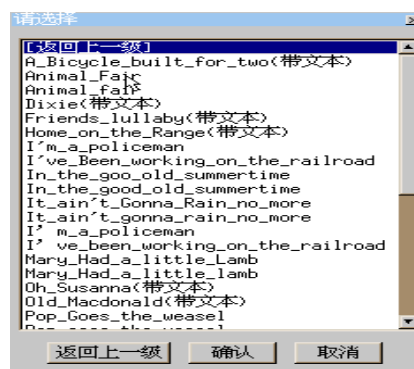 请选择
[返回上一级]
A_Bicycle_built_for_two(带文本)
Animal_Fair
Animal_fair
Dixie(带文本)
Friends_lullaby(带文本)
Home_on_the_Range(带文本)
I'm_a_policeman
I've_Been_working_on_the_railroad
In_the_goo_old_summertime
In_the_good_old_summertime
It_ain't_Gonna_Rain_no_more
It_ain't_gonna_rain_no_more
I’ m_a_policeman
I’ ve_been_working_on_the_railroad
Mary_Had_a_little_Lamb
Mary_Had_a_little_lamb
Oh_Susanna(带文本)
Old_Macdonald(带文本)
Pop_Goes_the_weasel
返回上一级 确认 取消